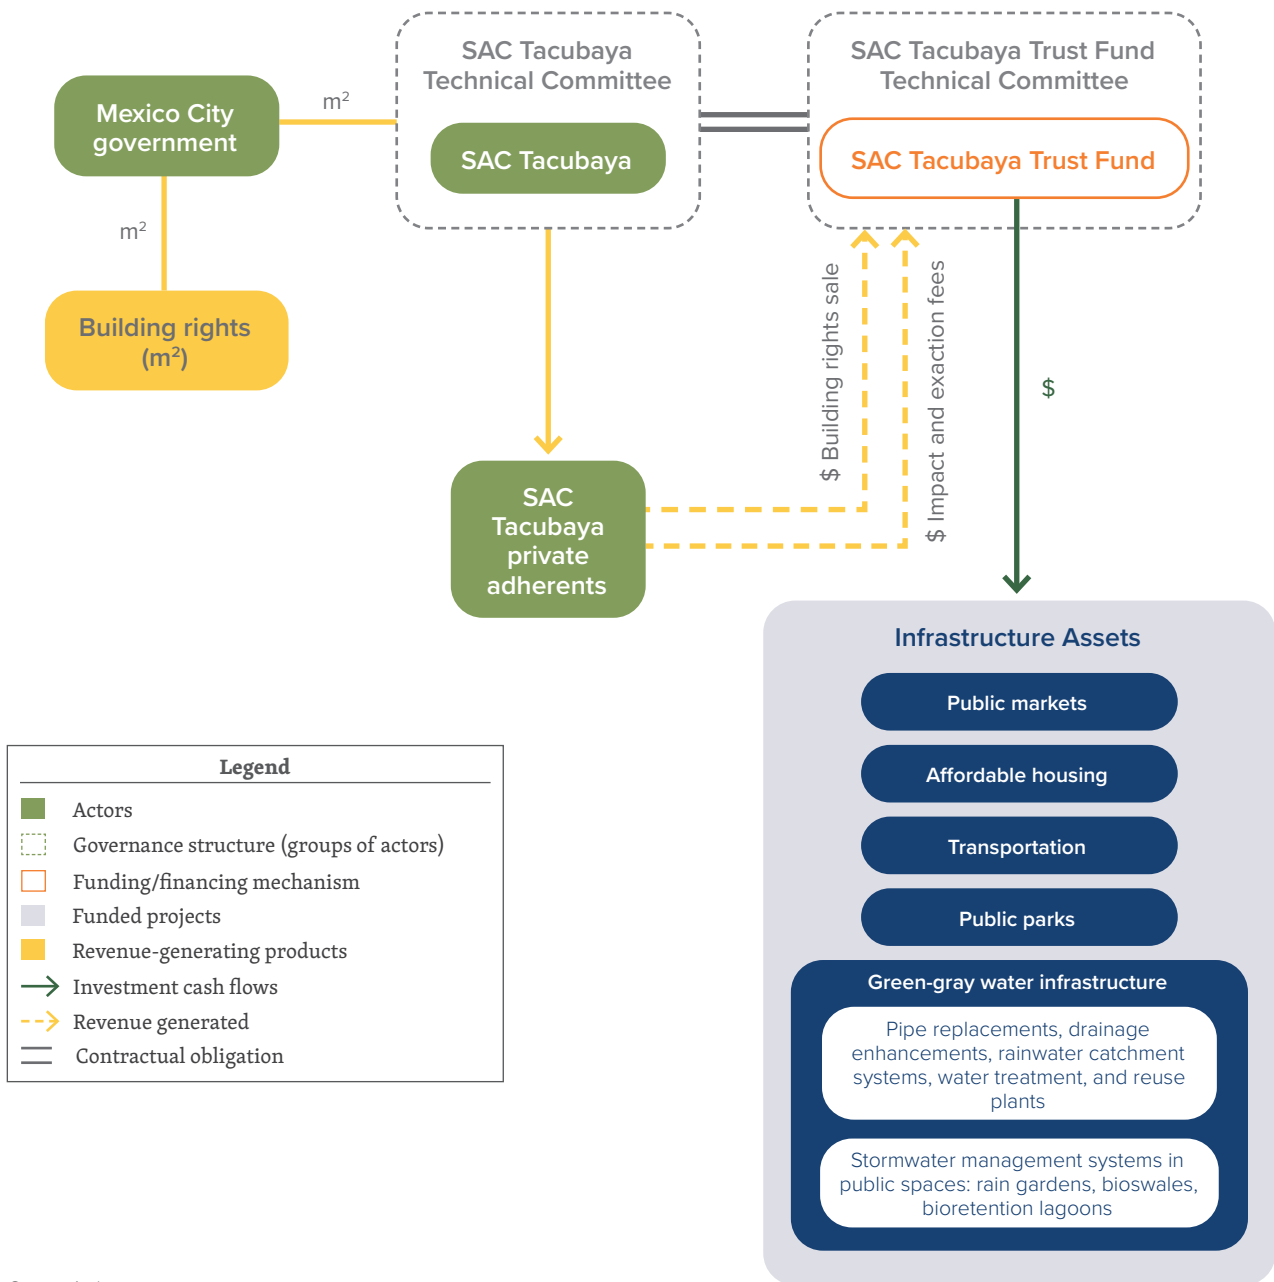 SAC Tacubaya
Technical Committee
SAC Tacubaya Trust Fund
Technical Committee
Mexico City
government
m²
SAC Tacubaya
SAC Tacubaya Trust Fund
m²
Building rights
(m²)
$ Building rights sale
$ Impact and exaction fees
$
SAC
Tacubaya
private
adherents
Infrastructure Assets
Public markets
Affordable housing
Transportation
Public parks
Green-gray water infrastructure
Pipe replacements, drainage
enhancements, rainwater catchment
systems, water treatment, and reuse
plants
Stormwater management systems in
public spaces: rain gardens, bioswales,
bioretention lagoons
Legend
Actors
Governance structure (groups of actors)
Funding/financing mechanism
Funded projects
Revenue-generating products
Investment cash flows
Revenue generated
Contractual obligation